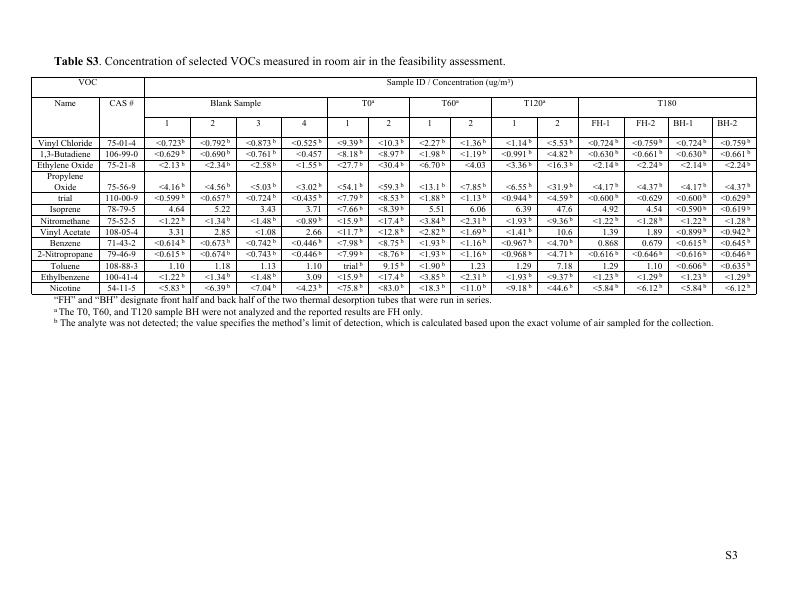 Table S3. Concentration of selected VOCs measured in room air in the feasibility assessment.
VOC Sample ID / Concentration (ug/m³)
Name CAS # Blank Sample T0ᵃ T60ᵃ T120ᵃ T180
1 2 3 4 1 2 1 2 1 2 FH-1 FH-2 BH-1 BH-2
Vinyl Chloride 75-01-4 <0.723ᵇ <0.792ᵇ <0.873ᵇ <0.525ᵇ <9.39ᵇ <10.3ᵇ <2.27ᵇ <1.36ᵇ <1.14ᵇ <5.53ᵇ <0.724ᵇ <0.759ᵇ <0.724ᵇ <0.759ᵇ
1,3-Butadiene 106-99-0 <0.629ᵇ <0.690ᵇ <0.761ᵇ <0.457 <8.18ᵇ <8.97ᵇ <1.98ᵇ <1.19ᵇ <0.991ᵇ <4.82ᵇ <0.630ᵇ <0.661ᵇ <0.630ᵇ <0.661ᵇ
Ethylene Oxide 75-21-8 <2.13ᵇ <2.34ᵇ <2.58ᵇ <1.55ᵇ <27.7ᵇ <30.4ᵇ <6.70ᵇ <4.03 <3.36ᵇ <16.3ᵇ <2.14ᵇ <2.24ᵇ <2.14ᵇ <2.24ᵇ
Propylene
Oxide 75-56-9 <4.16ᵇ <4.56ᵇ <5.03ᵇ <3.02ᵇ <54.1ᵇ <59.3ᵇ <13.1ᵇ <7.85ᵇ <6.55ᵇ <31.9ᵇ <4.17ᵇ <4.37ᵇ <4.17ᵇ <4.37ᵇ
trial 110-00-9 <0.599ᵇ <0.657ᵇ <0.724ᵇ <0.435ᵇ <7.79ᵇ <8.53ᵇ <1.88ᵇ <1.13ᵇ <0.944ᵇ <4.59ᵇ <0.600ᵇ <0.629 <0.600ᵇ <0.629ᵇ
Isoprene 78-79-5 4.64 5.22 3.43 3.71 <7.66ᵇ <8.39ᵇ 5.51 6.06 6.39 47.6 4.92 4.54 <0.590ᵇ <0.619ᵇ
Nitromethane 75-52-5 <1.22ᵇ <1.34ᵇ <1.48ᵇ <0.89ᵇ <15.9ᵇ <17.4ᵇ <3.84ᵇ <2.31ᵇ <1.93ᵇ <9.36ᵇ <1.22ᵇ <1.28ᵇ <1.22ᵇ <1.28ᵇ
Vinyl Acetate 108-05-4 3.31 2.85 <1.08 2.66 <11.7ᵇ <12.8ᵇ <2.82ᵇ <1.69ᵇ <1.41ᵇ 10.6 1.39 1.89 <0.899ᵇ <0.942ᵇ
Benzene 71-43-2 <0.614ᵇ <0.673ᵇ <0.742ᵇ <0.446ᵇ <7.98ᵇ <8.75ᵇ <1.93ᵇ <1.16ᵇ <0.967ᵇ <4.70ᵇ 0.868 0.679 <0.615ᵇ <0.645ᵇ
2-Nitropropane 79-46-9 <0.615ᵇ <0.674ᵇ <0.743ᵇ <0.446ᵇ <7.99ᵇ <8.76ᵇ <1.93ᵇ <1.16ᵇ <0.968ᵇ <4.71ᵇ <0.616ᵇ <0.646ᵇ <0.616ᵇ <0.646ᵇ
Toluene 108-88-3 1.10 1.18 1.13 1.10 trialᵇ 9.15ᵇ <1.90ᵇ 1.23 1.29 7.18 1.29 1.10 <0.606ᵇ <0.635ᵇ
Ethylbenzene 100-41-4 <1.22ᵇ <1.34ᵇ <1.48ᵇ 3.09 <15.9ᵇ <17.4ᵇ <3.85ᵇ <2.31ᵇ <1.93ᵇ <9.37ᵇ <1.23ᵇ <1.29ᵇ <1.23ᵇ <1.29ᵇ
Nicotine 54-11-5 <5.83ᵇ <6.39ᵇ <7.04ᵇ <4.23ᵇ <75.8ᵇ <83.0ᵇ <18.3ᵇ <11.0ᵇ <9.18ᵇ <44.6ᵇ <5.84ᵇ <6.12ᵇ <5.84ᵇ <6.12ᵇ
“FH” and “BH” designate front half and back half of the two thermal desorption tubes that were run in series.
ᵃ The T0, T60, and T120 sample BH were not analyzed and the reported results are FH only.
ᵇ The analyte was not detected; the value specifies the method’s limit of detection, which is calculated based upon the exact volume of air sampled for the collection.
S3